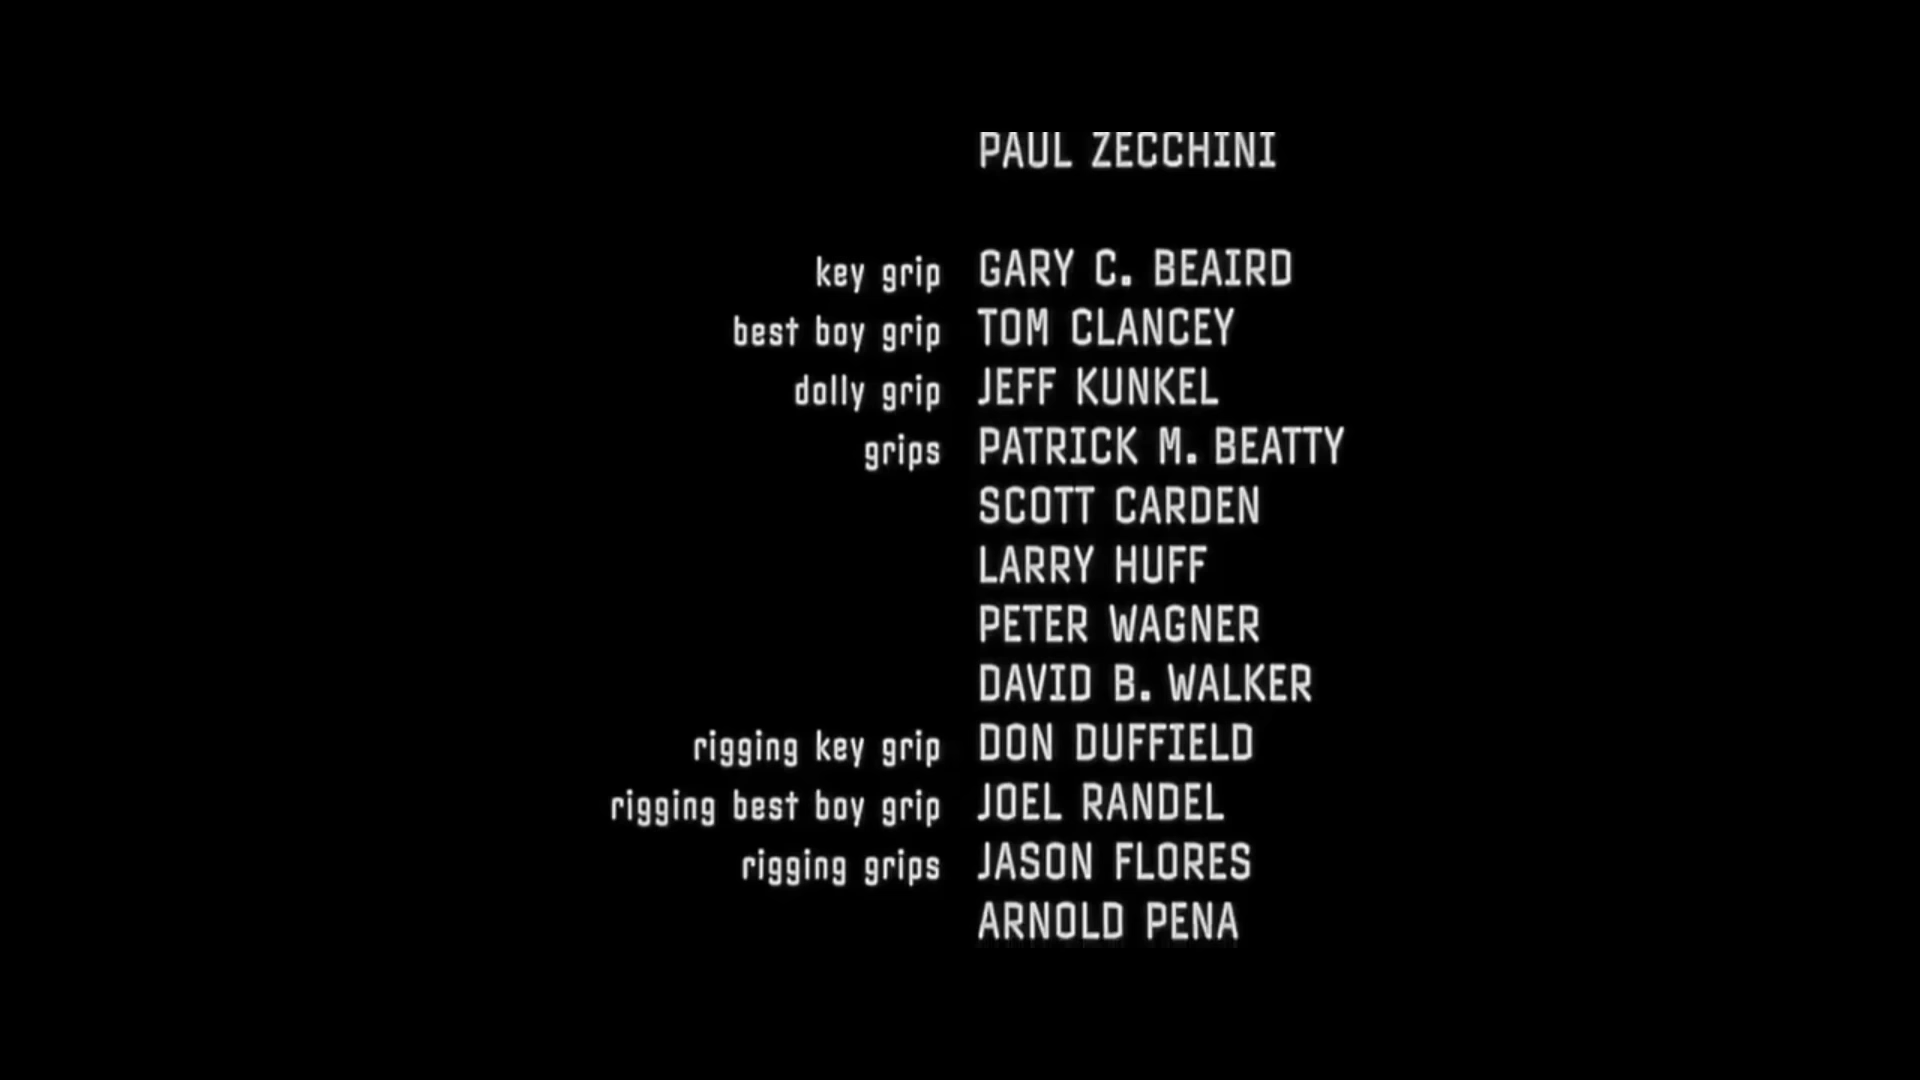 PAUL ZECCHINI
key grip GARY C. BEAIRD
best boy grip TOM CLANCEY
dolly grip JEFF KUNKEL
grips PATRICK M. BEATTY
SCOTT CARDEN
LARRY HUFF
PETER WAGNER
DAVID B. WALKER
rigging key grip DON DUFFIELD
rigging best boy grip JOEL RANDEL
rigging grips JASON FLORES
ARNOLD PENA